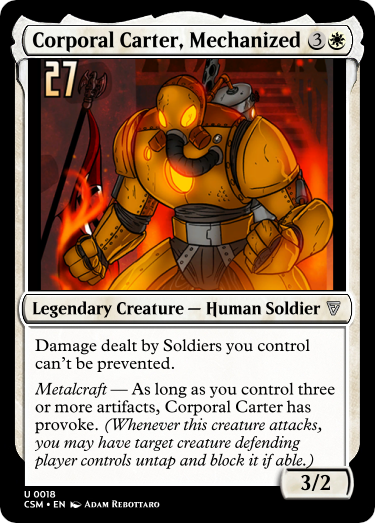 Corporal Carter, Mechanized 3
27
Legendary Creature — Human Soldier
Damage dealt by Soldiers you control
can't be prevented.
Metalcraft — As long as you control three
or more artifacts, Corporal Carter has
provoke. (Whenever this creature attacks,
you may have target creature defending
player controls untap and block it if able.)
3/2
U 0018
CSM • EN Adam Rebottaro